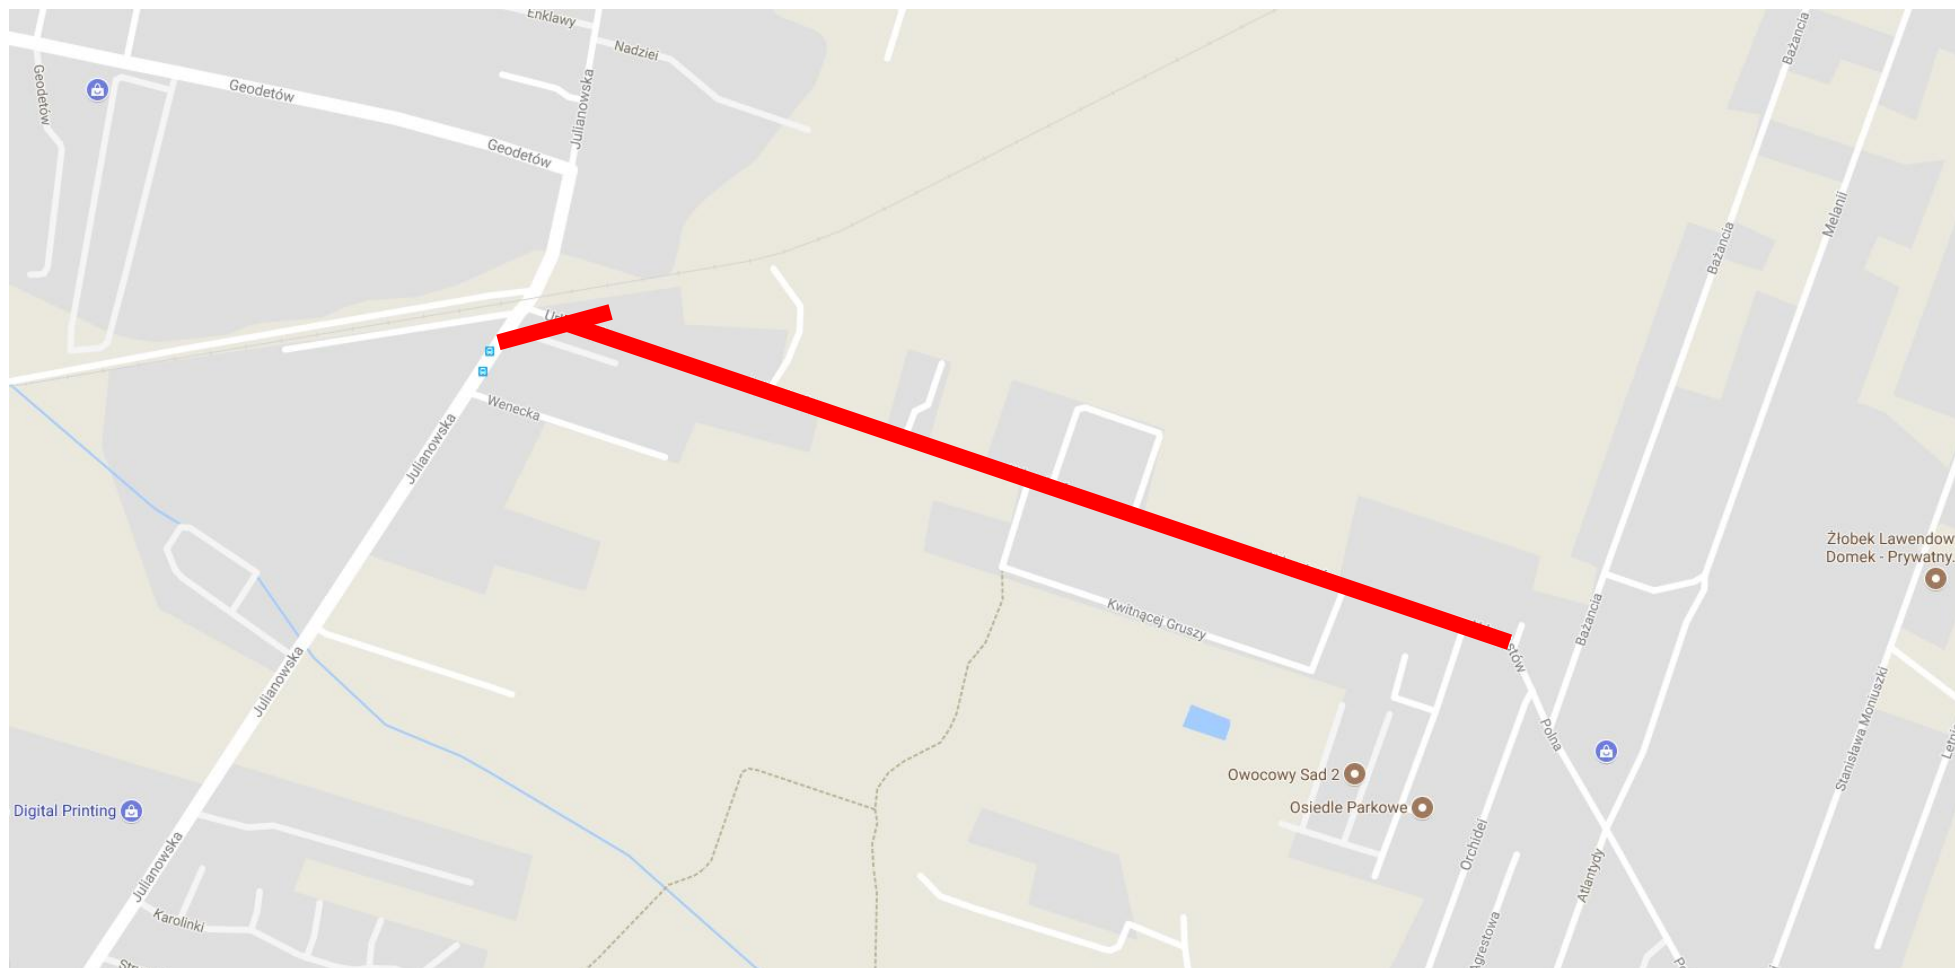 Enklawy
Nadziei
Bażancia
Geodetów
Geodetów
Julianowska
Geodetów
Melanii
Bażancia
Wenecka
Julianowska
Żłobek Lawendow
Domek - Prywatny.
Kwitnącej Gruszy
Bażancia
Julianowska
Polna
Stanisława Moniuszki
Owocowy Sad 2
Osiedle Parkowe
Digital Printing
Julianowska
Orchidei
Atlantydy
Karolinki
Agrestowa